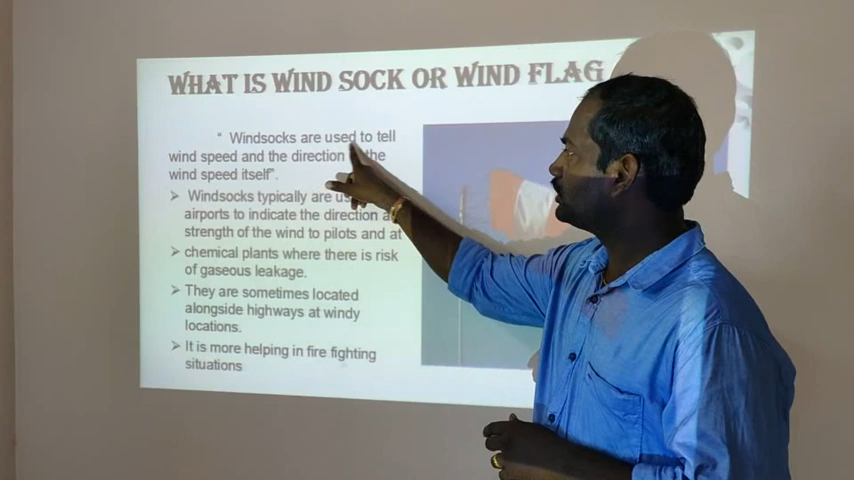 WHAT IS WIND SOCK OR WIND FLAG
“ Windsocks are used to tell
wind speed and the direction the
wind speed itself”.
Windsocks typically are
airports to indicate the direction
strength of the wind to pilots and at
chemical plants where there is risk
of gaseous leakage.
They are sometimes located
alongside highways at windy
locations.
It is more helping in fire fighting
situations